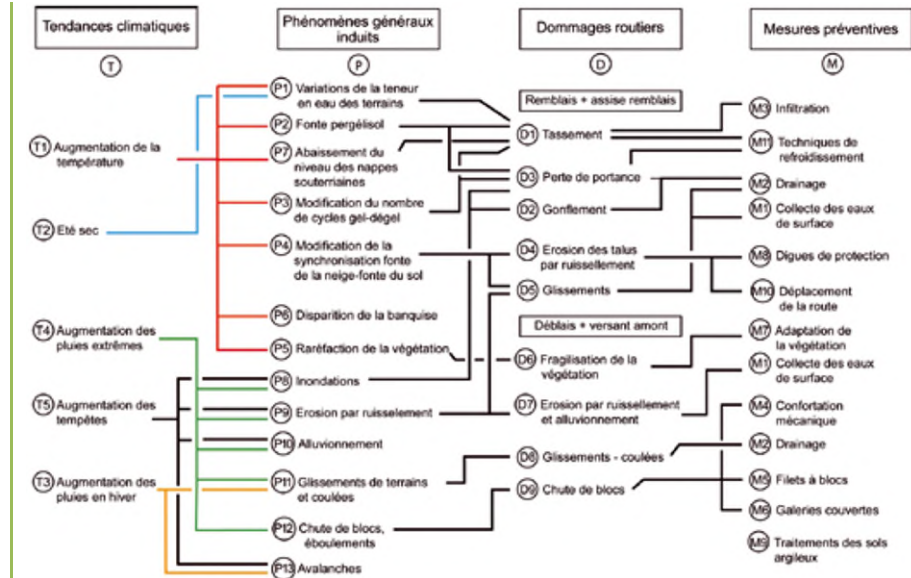 Tendances climatiques
T
T1 Augmentation de la
température
T2 Eté sec
T4 Augmentation des
pluies extrêmes
T5 Augmentation des
tempêtes
T3 Augmentation des
pluies en hiver
Phénomènes généraux
induits
P
P1 Variations de la teneur
en eau des terrains
P2 Fonte pergélisol
P7 Abaissement du
niveau des nappes
souterraines
P3 Modification du nombre
de cycles gel-dégel
P4 Modification de la
synchronisation fonte
de la neige-fonte du sol
P6 Disparition de la banquise
P5 Raréfaction de la végétation
P8 Inondations
P9 Erosion par ruisselement
P10 Alluvionnement
P11 Glissements de terrains
et coulées
P12 Chute de blocs,
éboulements
P13 Avalanches
Dommages routiers
D
Remblais + assise remblais
D1 Tassement
D3 Perte de portance
D2 Gonflement
D4 Erosion des talus
par ruissellement
D5 Glissements
Déblais + versant amont
D6 Fragilisation de la
végétation
D7 Erosion par ruissellement
et alluvionnement
D8 Glissements - coulées
D9 Chute de blocs
Mesures préventives
M
M3 Infiltration
M11 Techniques de
refroidissement
M2 Drainage
M1 Collecte des eaux
de surface
M8 Digues de protection
M10 Déplacement
de la route
M7 Adaptation de
la végétation
M1 Collecte des eaux
de surface
M4 Confortation
mécanique
M2 Drainage
M5 Filets à blocs
M6 Galeries couvertes
M9 Traitements des sols
argileux